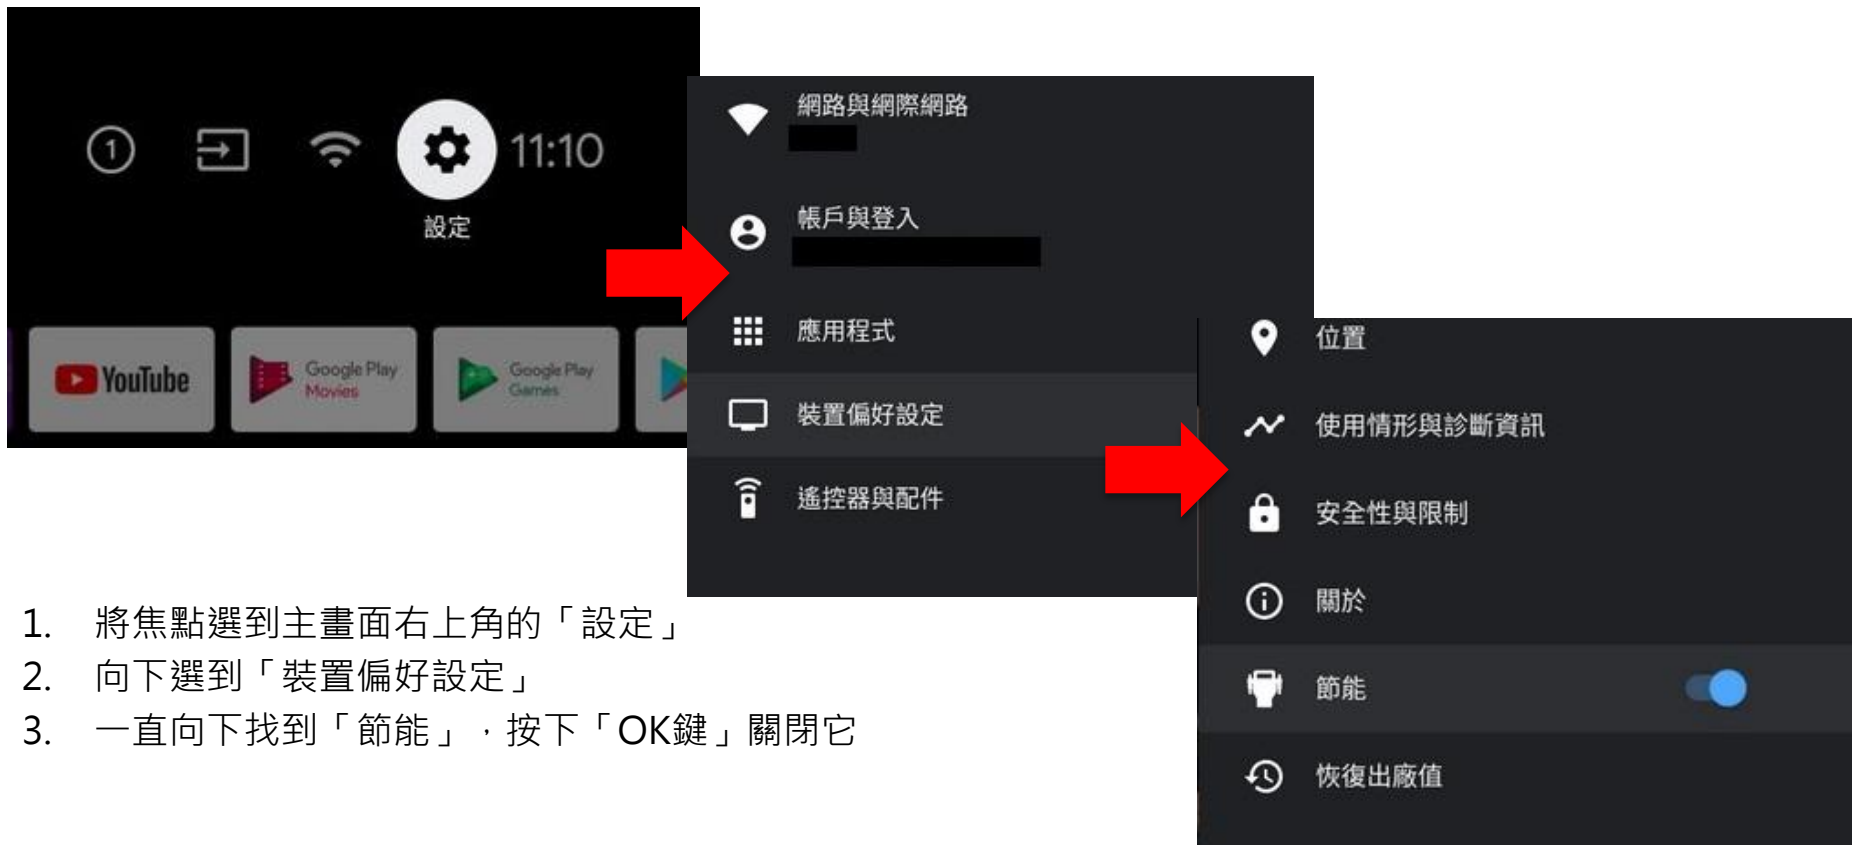 1
11:10
設定
YouTube
Google Play
Movies
Google Play
Games
網路與網際網路
帳戶與登入
應用程式
裝置偏好設定
遙控器與配件
位置
使用情形與診斷資訊
安全性與限制
關於
節能
恢復出廠值
1. 將焦點選到主畫面右上角的「設定」
2. 向下選到「裝置偏好設定」
3. 一直向下找到「節能」，按下「OK鍵」關閉它